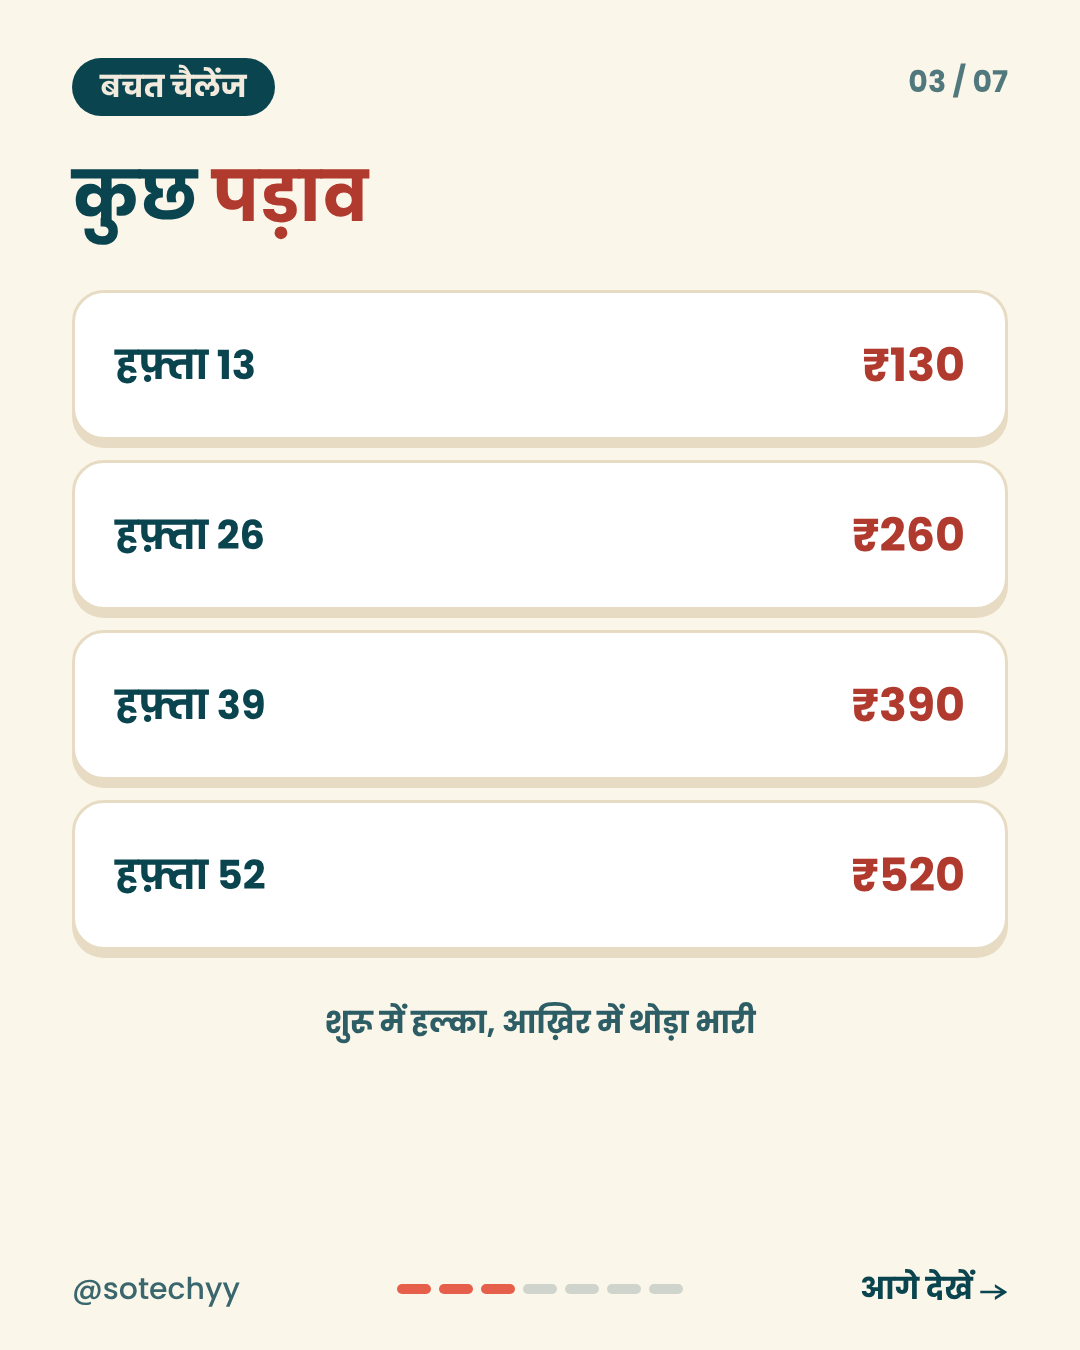 बचत चैलेंज
03 / 07
कुछ पड़ाव
हफ़्ता 13 ₹130
हफ़्ता 26 ₹260
हफ़्ता 39 ₹390
हफ़्ता 52 ₹520
शुरू में हल्का, आख़िर में थोड़ा भारी
@sotechyy
आगे देखें →